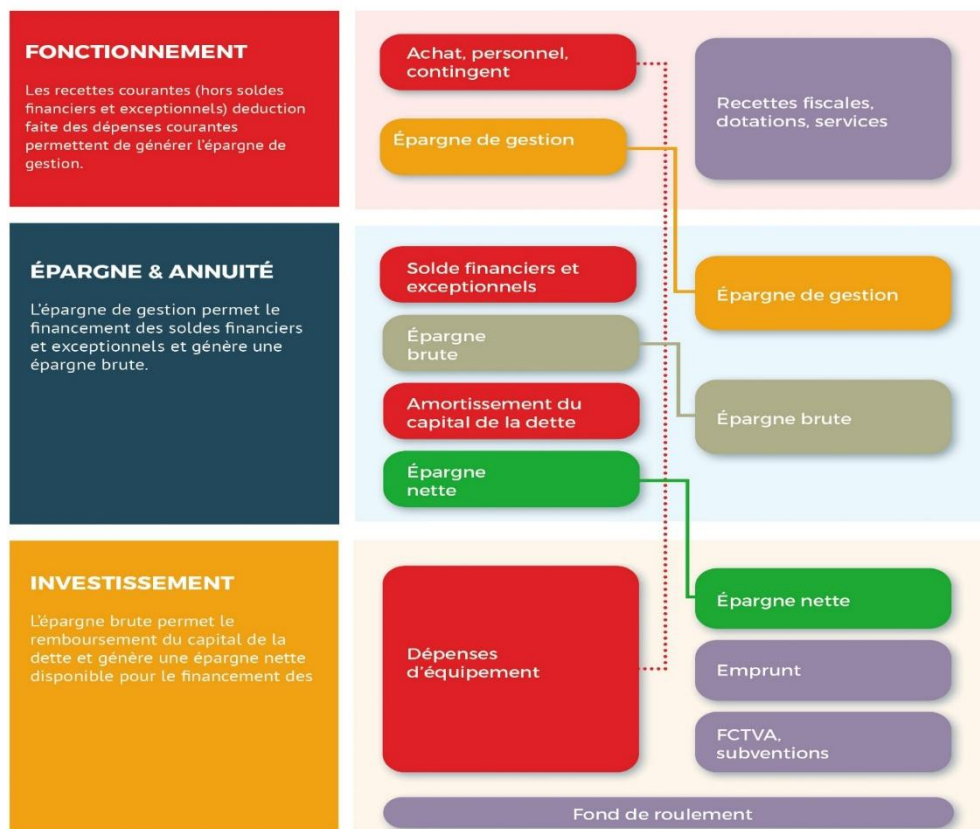 FONCTIONNEMENT
Les recettes courantes (hors soldes
financiers et exceptionnels) deduction
faite des dépenses courantes
permettent de générer l'épargne de
gestion.
Achat, personnel,
contingent
Épargne de gestion
Recettes fiscales,
dotations, services
ÉPARGNE & ANNUITÉ
L'épargne de gestion permet le
financement des soldes financiers
et exceptionnels et génère une
épargne brute.
Solde financiers et
exceptionnels
Épargne
brute
Amortissement du
capital de la dette
Épargne
nette
Épargne de gestion
Épargne brute
INVESTISSEMENT
L'épargne brute permet le
remboursement du capital de la
dette et génère une épargne nette
disponible pour le financement des
Dépenses
d'équipement
Épargne nette
Emprunt
FCTVA,
subventions
Fond de roulement